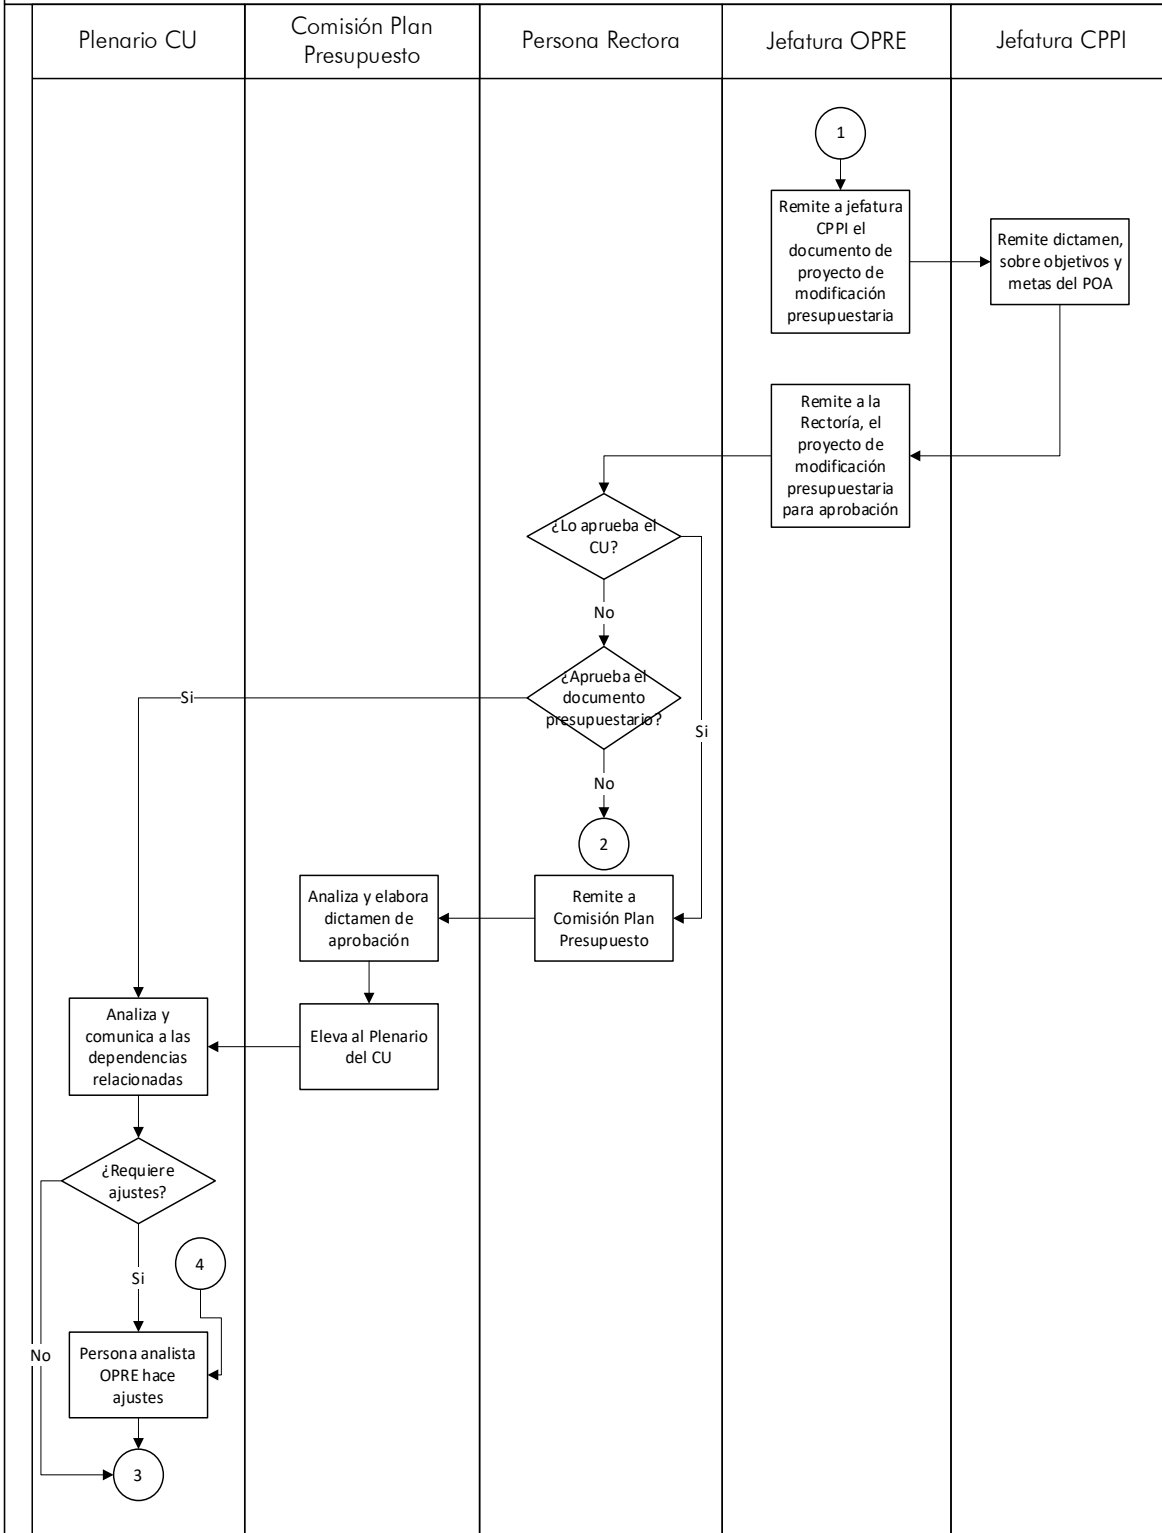 Plenario CU
Comisión Plan
Presupuesto
Persona Rectora
Jefatura OPRE
Jefatura CPPI
1
Remite a jefatura
CPPI el
documento de
proyecto de
modificación
presupuestaria
Remite dictamen,
sobre objetivos y
metas del POA
Remite a la
Rectoría, el
proyecto de
modificación
presupuestaria
para aprobación
¿Lo aprueba el
CU?
No
¿Aprueba el
documento
presupuestario?
Si
Si
No
2
Remite a
Comisión Plan
Presupuesto
Analiza y elabora
dictamen de
aprobación
Eleva al Plenario
del CU
Analiza y
comunica a las
dependencias
relacionadas
¿Requiere
ajustes?
4
Si
No
Persona analista
OPRE hace
ajustes
3